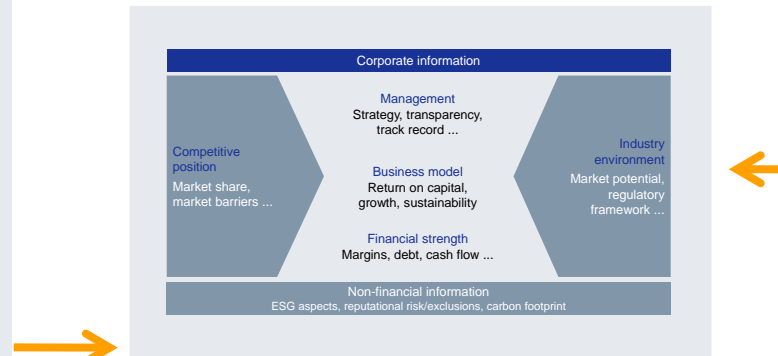 Corporate information
Management
Strategy, transparency,
track record ...
Competitive
position
Market share,
market barriers ...
Business model
Return on capital,
growth, sustainability
Industry
environment
Market potential,
regulatory
framework ...
Financial strength
Margins, debt, cash flow ...
Non-financial information
ESG aspects, reputational risk/exclusions, carbon footprint